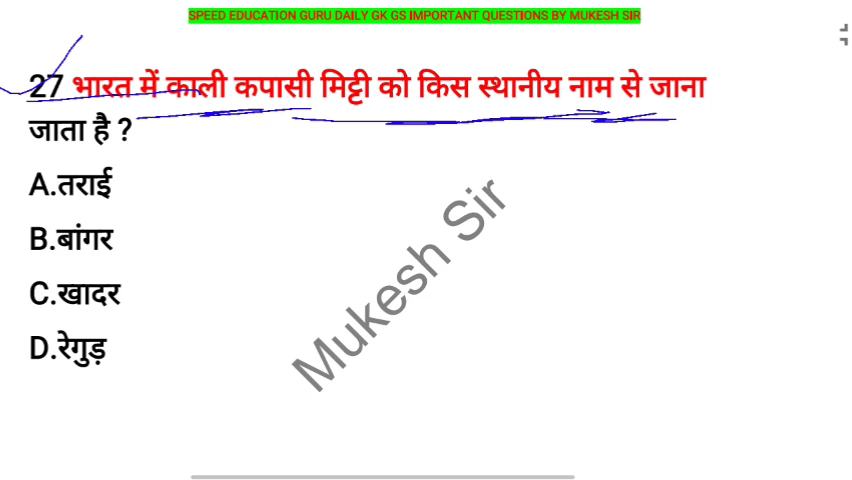 SPEED EDUCATION GURU DAILY GK GS IMPORTANT QUESTIONS BY MUKESH SIR
27 भारत में काली कपासी मिट्टी को किस स्थानीय नाम से जाना
जाता है ?
A.तराई
B.बांगर
C.खादर
D.रेगुड़
Mukesh Sir